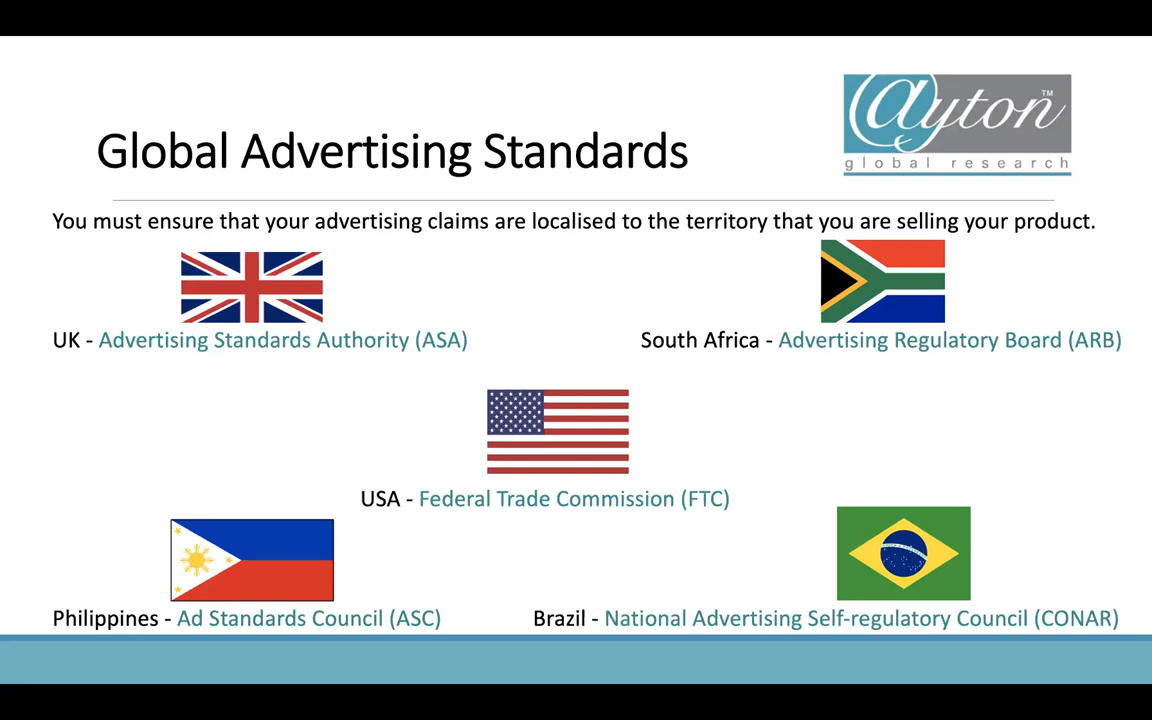 @yton™
global research
Global Advertising Standards
You must ensure that your advertising claims are localised to the territory that you are selling your product.
UK - Advertising Standards Authority (ASA)
South Africa - Advertising Regulatory Board (ARB)
USA - Federal Trade Commission (FTC)
Philippines - Ad Standards Council (ASC)
Brazil - National Advertising Self-regulatory Council (CONAR)